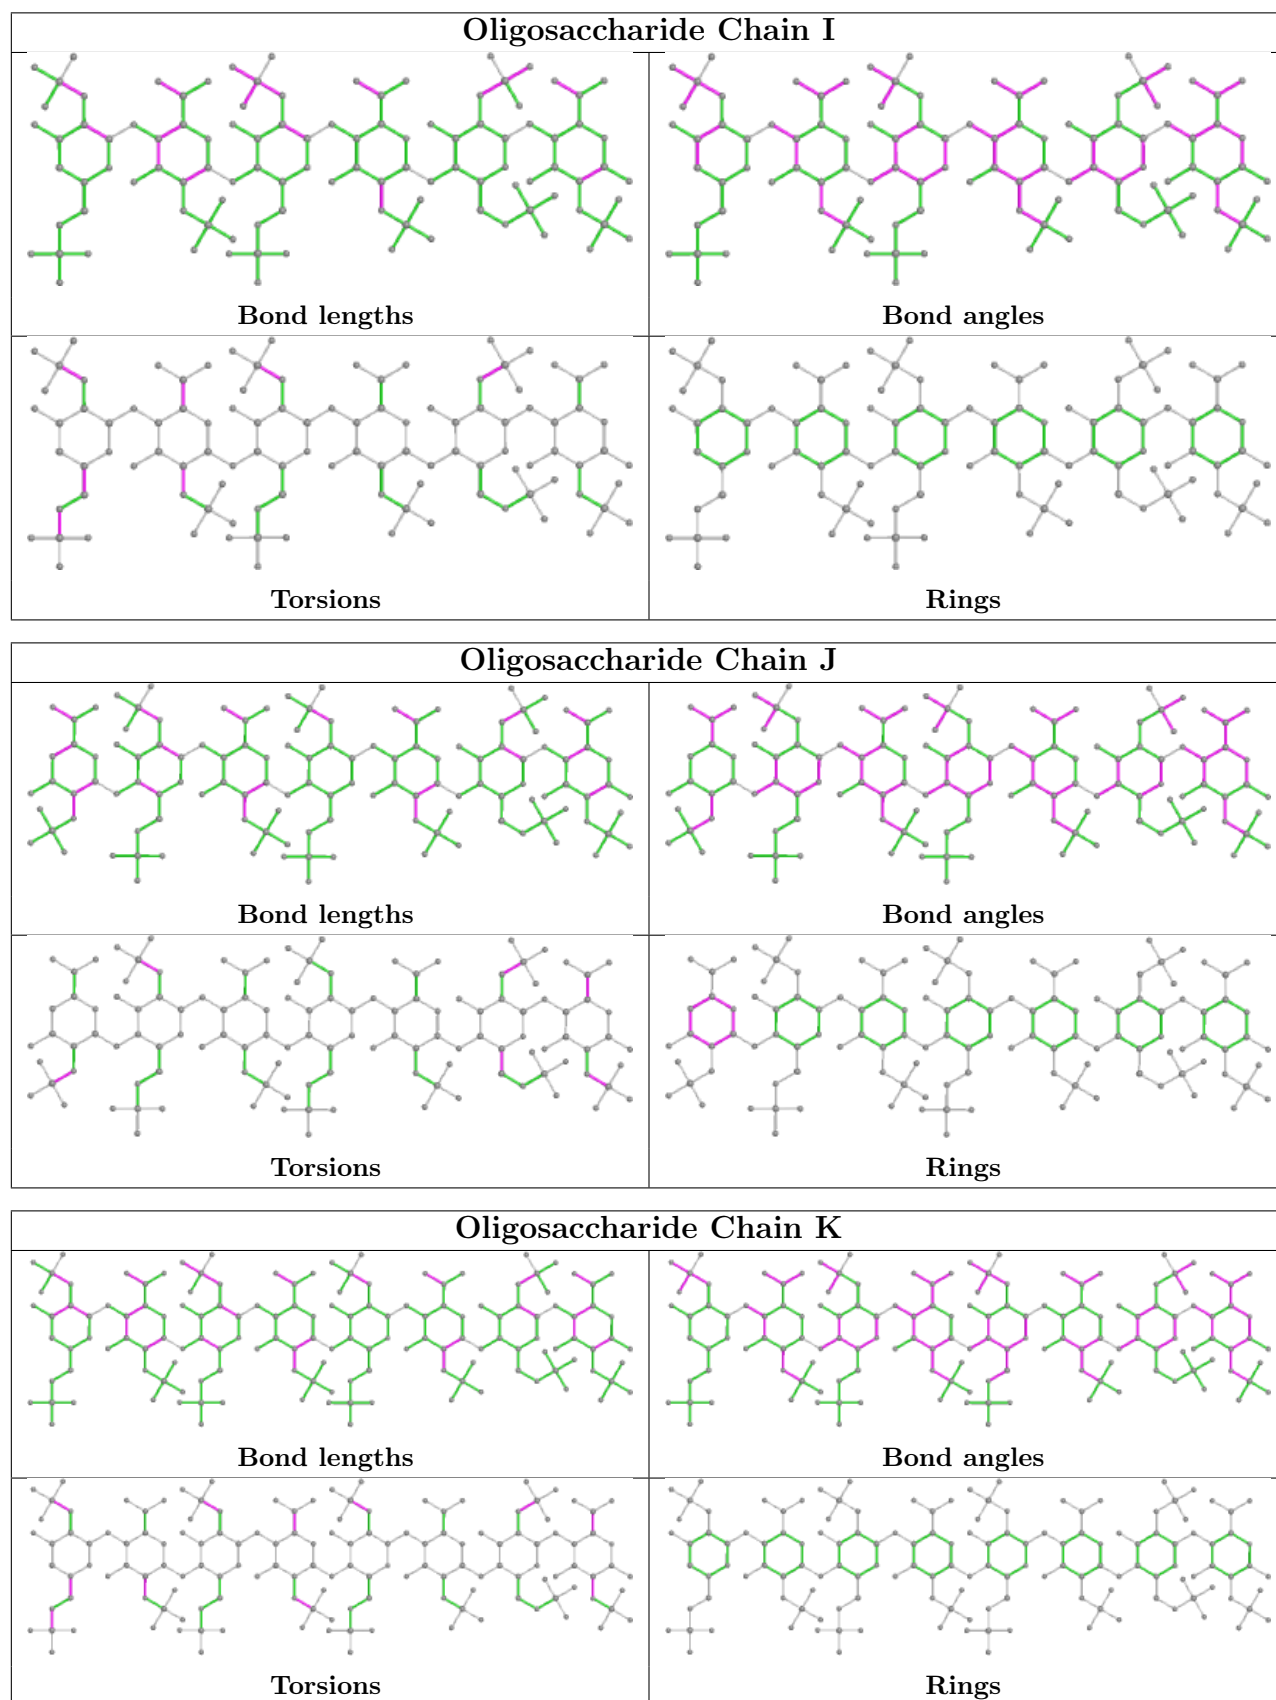 Oligosaccharide Chain I
Bond lengths
Bond angles
Torsions
Rings
Oligosaccharide Chain J
Bond lengths
Bond angles
Torsions
Rings
Oligosaccharide Chain K
Bond lengths
Bond angles
Torsions
Rings